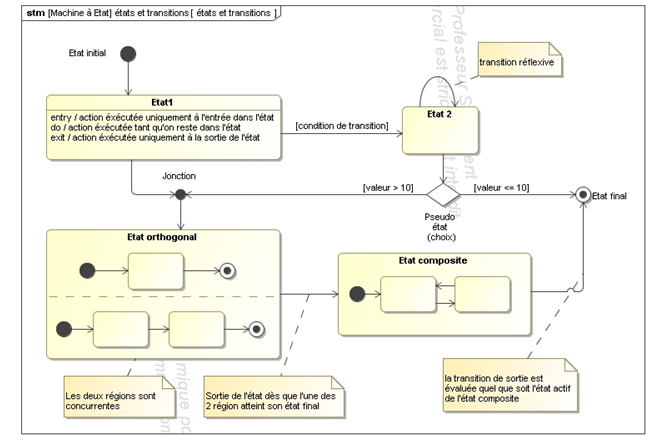 stm [Machine à Etat] états et transitions [ états et transitions ]
Etat initial
transition réflexive
Etat1
entry / action éxécutée uniquement à l'entrée dans l'état
do / action éxécutée tant qu'on reste dans l'état
exit / action éxécutée uniquement à la sortie de l'état
[condition de transition]
Etat 2
Jonction
[valeur > 10]
[valeur <= 10]
Etat final
Pseudo
état
(choix)
Etat orthogonal
Etat composite
Les deux régions sont
concurrentes
Sortie de l'état dès que l'une des
2 région atteint son état final
la transition de sortie est
évaluée quel que soit l'état actif
de l'état composite
Professeur S